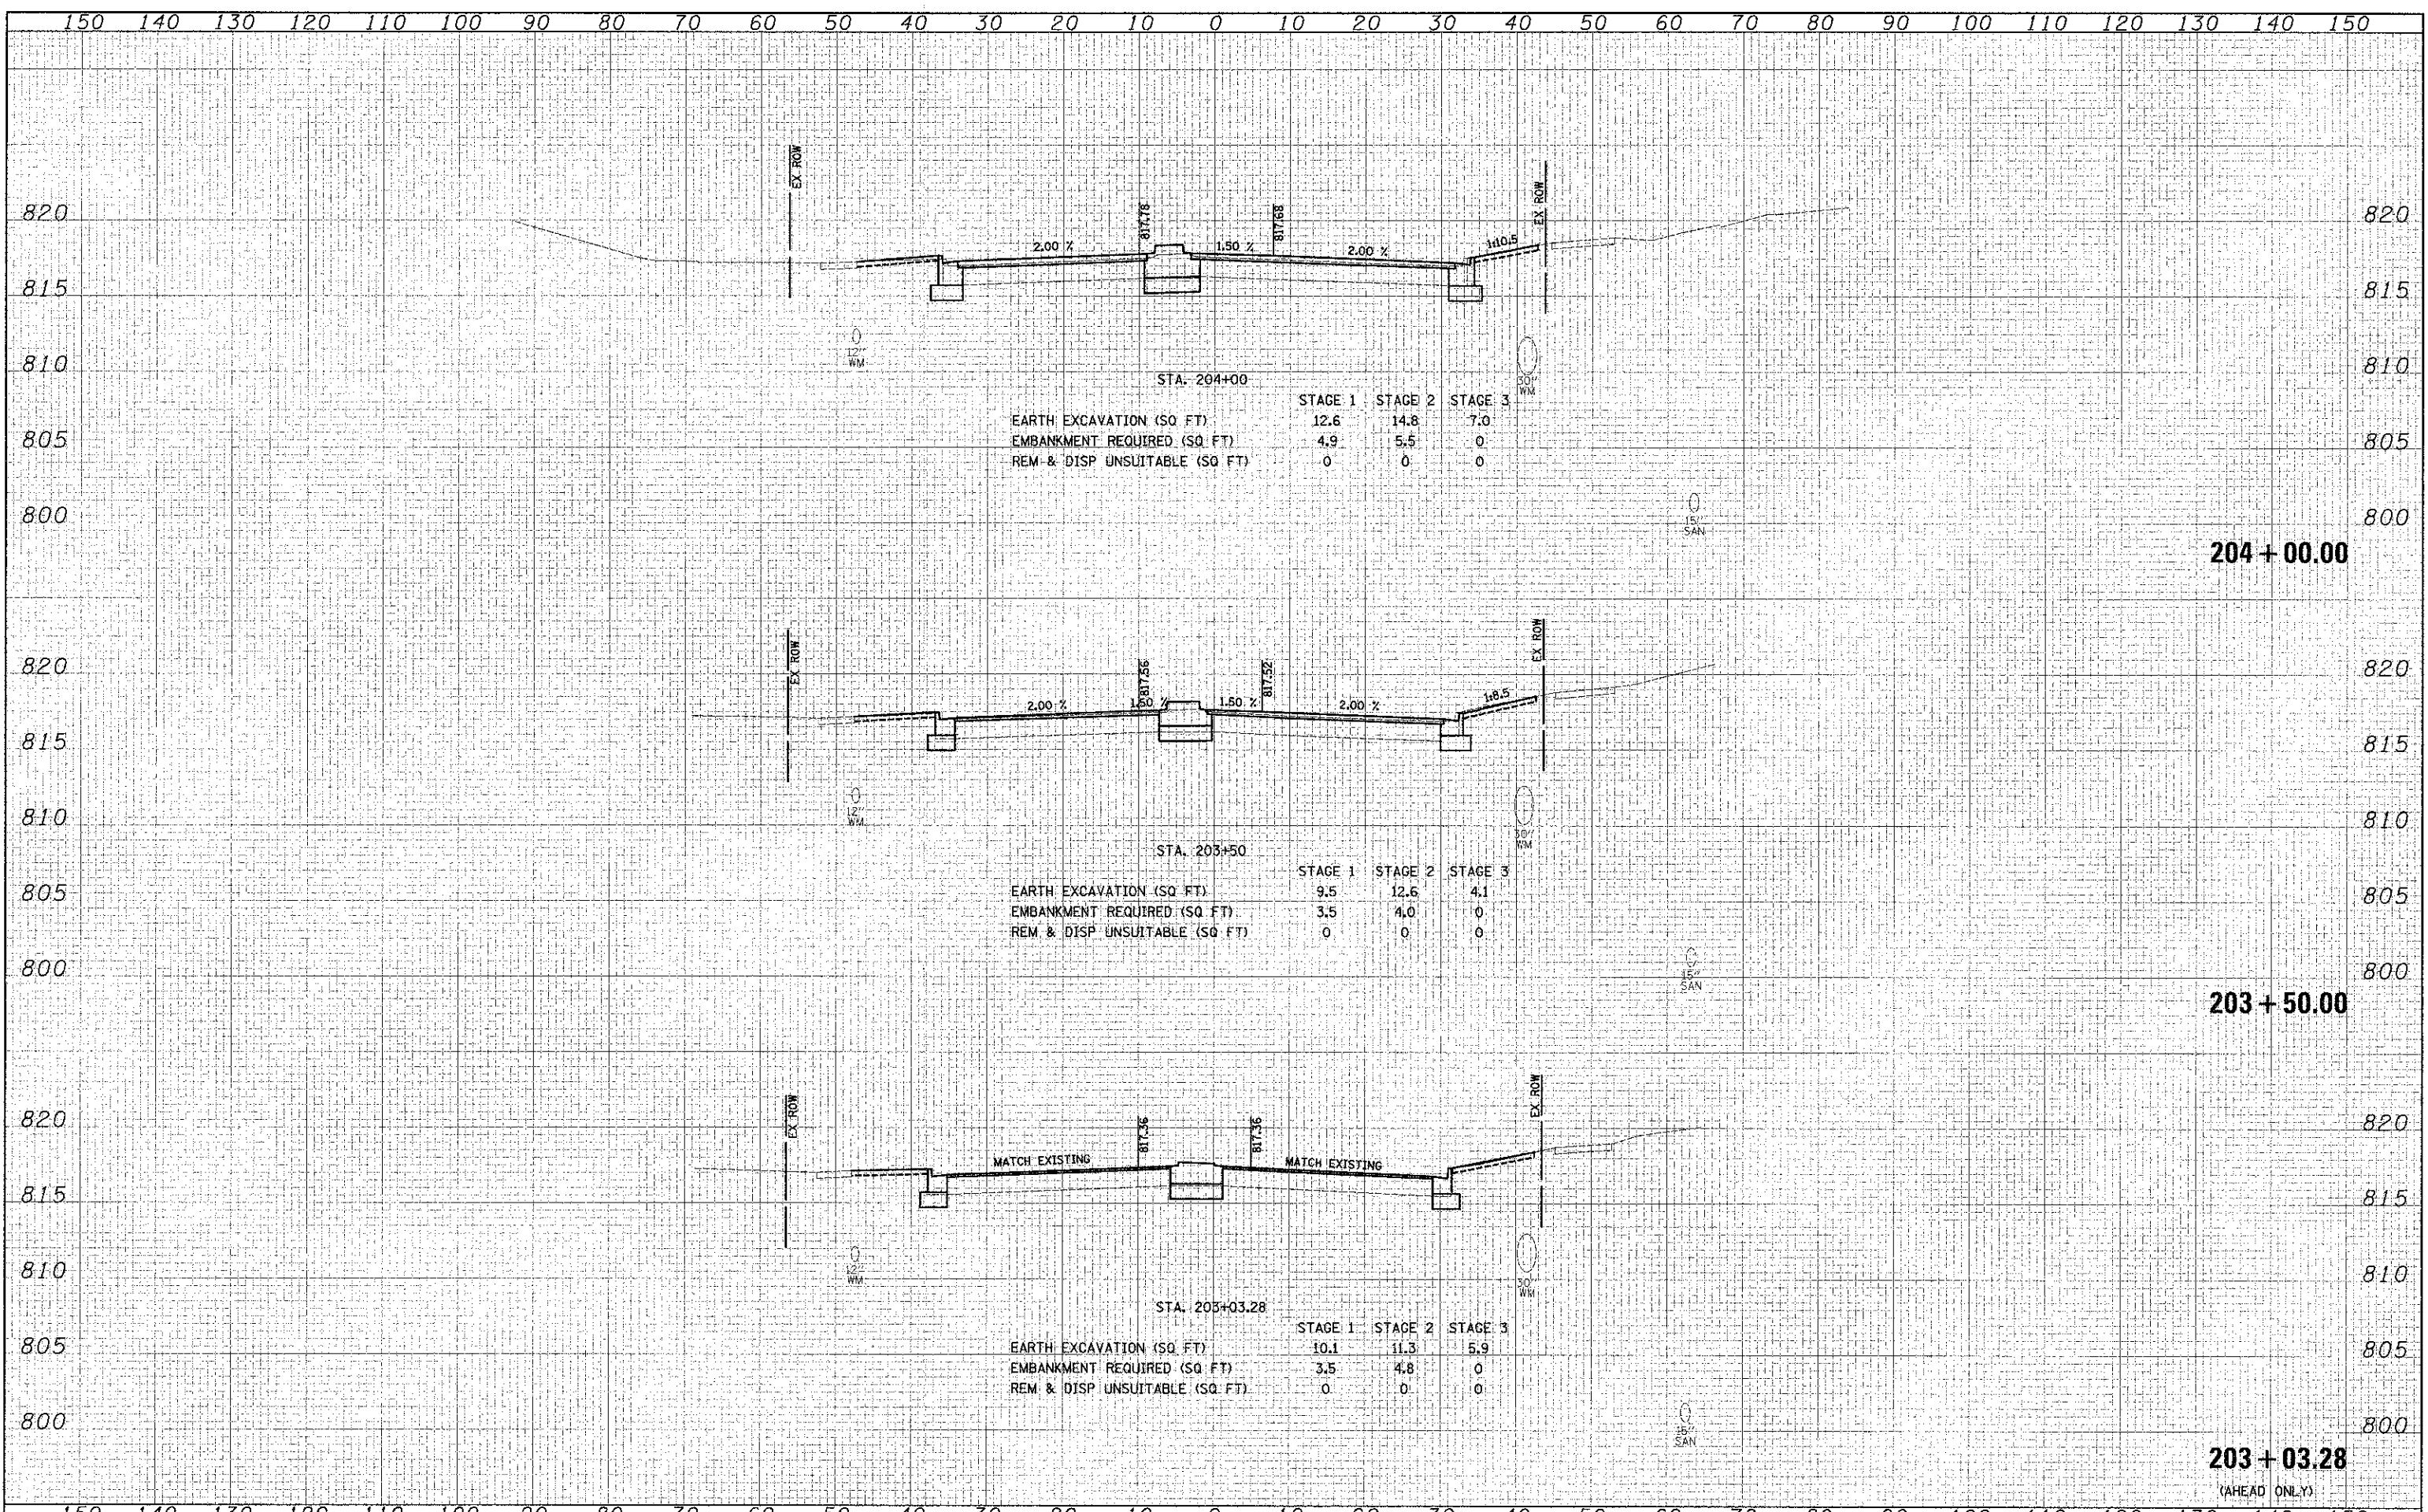 150 140 130 120 110 100 90 80 70 60 50 40 30 20 10 0 10 20 30 40 50 60 70 80 90 100 110 120 130 140 150
EX ROW
EX ROW
817.78
817.68
820 820
2.00 % 1.50 % 2.00 % 1:10.5
815 815
12" WM
30" WM
810 810
STA. 204+00
STAGE 1 STAGE 2 STAGE 3
EARTH EXCAVATION (SQ FT) 12.6 14.8 7.0
805 805
EMBANKMENT REQUIRED (SQ FT) 4.9 5.5 0
REM & DISP UNSUITABLE (SQ FT) 0 0 0
800 800
15" SAN
204+00.00
EX ROW
EX ROW
817.56
817.52
820 820
2.00 % 1.50 % 1.50 % 2.00 % 1:8.5
815 815
12" WM
30" WM
810 810
STA. 203+50
STAGE 1 STAGE 2 STAGE 3
EARTH EXCAVATION (SQ FT) 9.5 12.6 4.1
805 805
EMBANKMENT REQUIRED (SQ FT) 3.5 4.0 0
REM & DISP UNSUITABLE (SQ FT) 0 0 0
800 800
15" SAN
203+50.00
EX ROW
EX ROW
817.36
817.36
820 820
MATCH EXISTING MATCH EXISTING
815 815
12" WM
30" WM
810 810
STA. 203+03.28
STAGE 1 STAGE 2 STAGE 3
EARTH EXCAVATION (SQ FT) 10.1 11.3 5.9
805 805
EMBANKMENT REQUIRED (SQ FT) 3.5 4.8 0
REM & DISP UNSUITABLE (SQ FT) 0 0 0
800 800
SAN
203+03.28
(AHEAD ONLY)